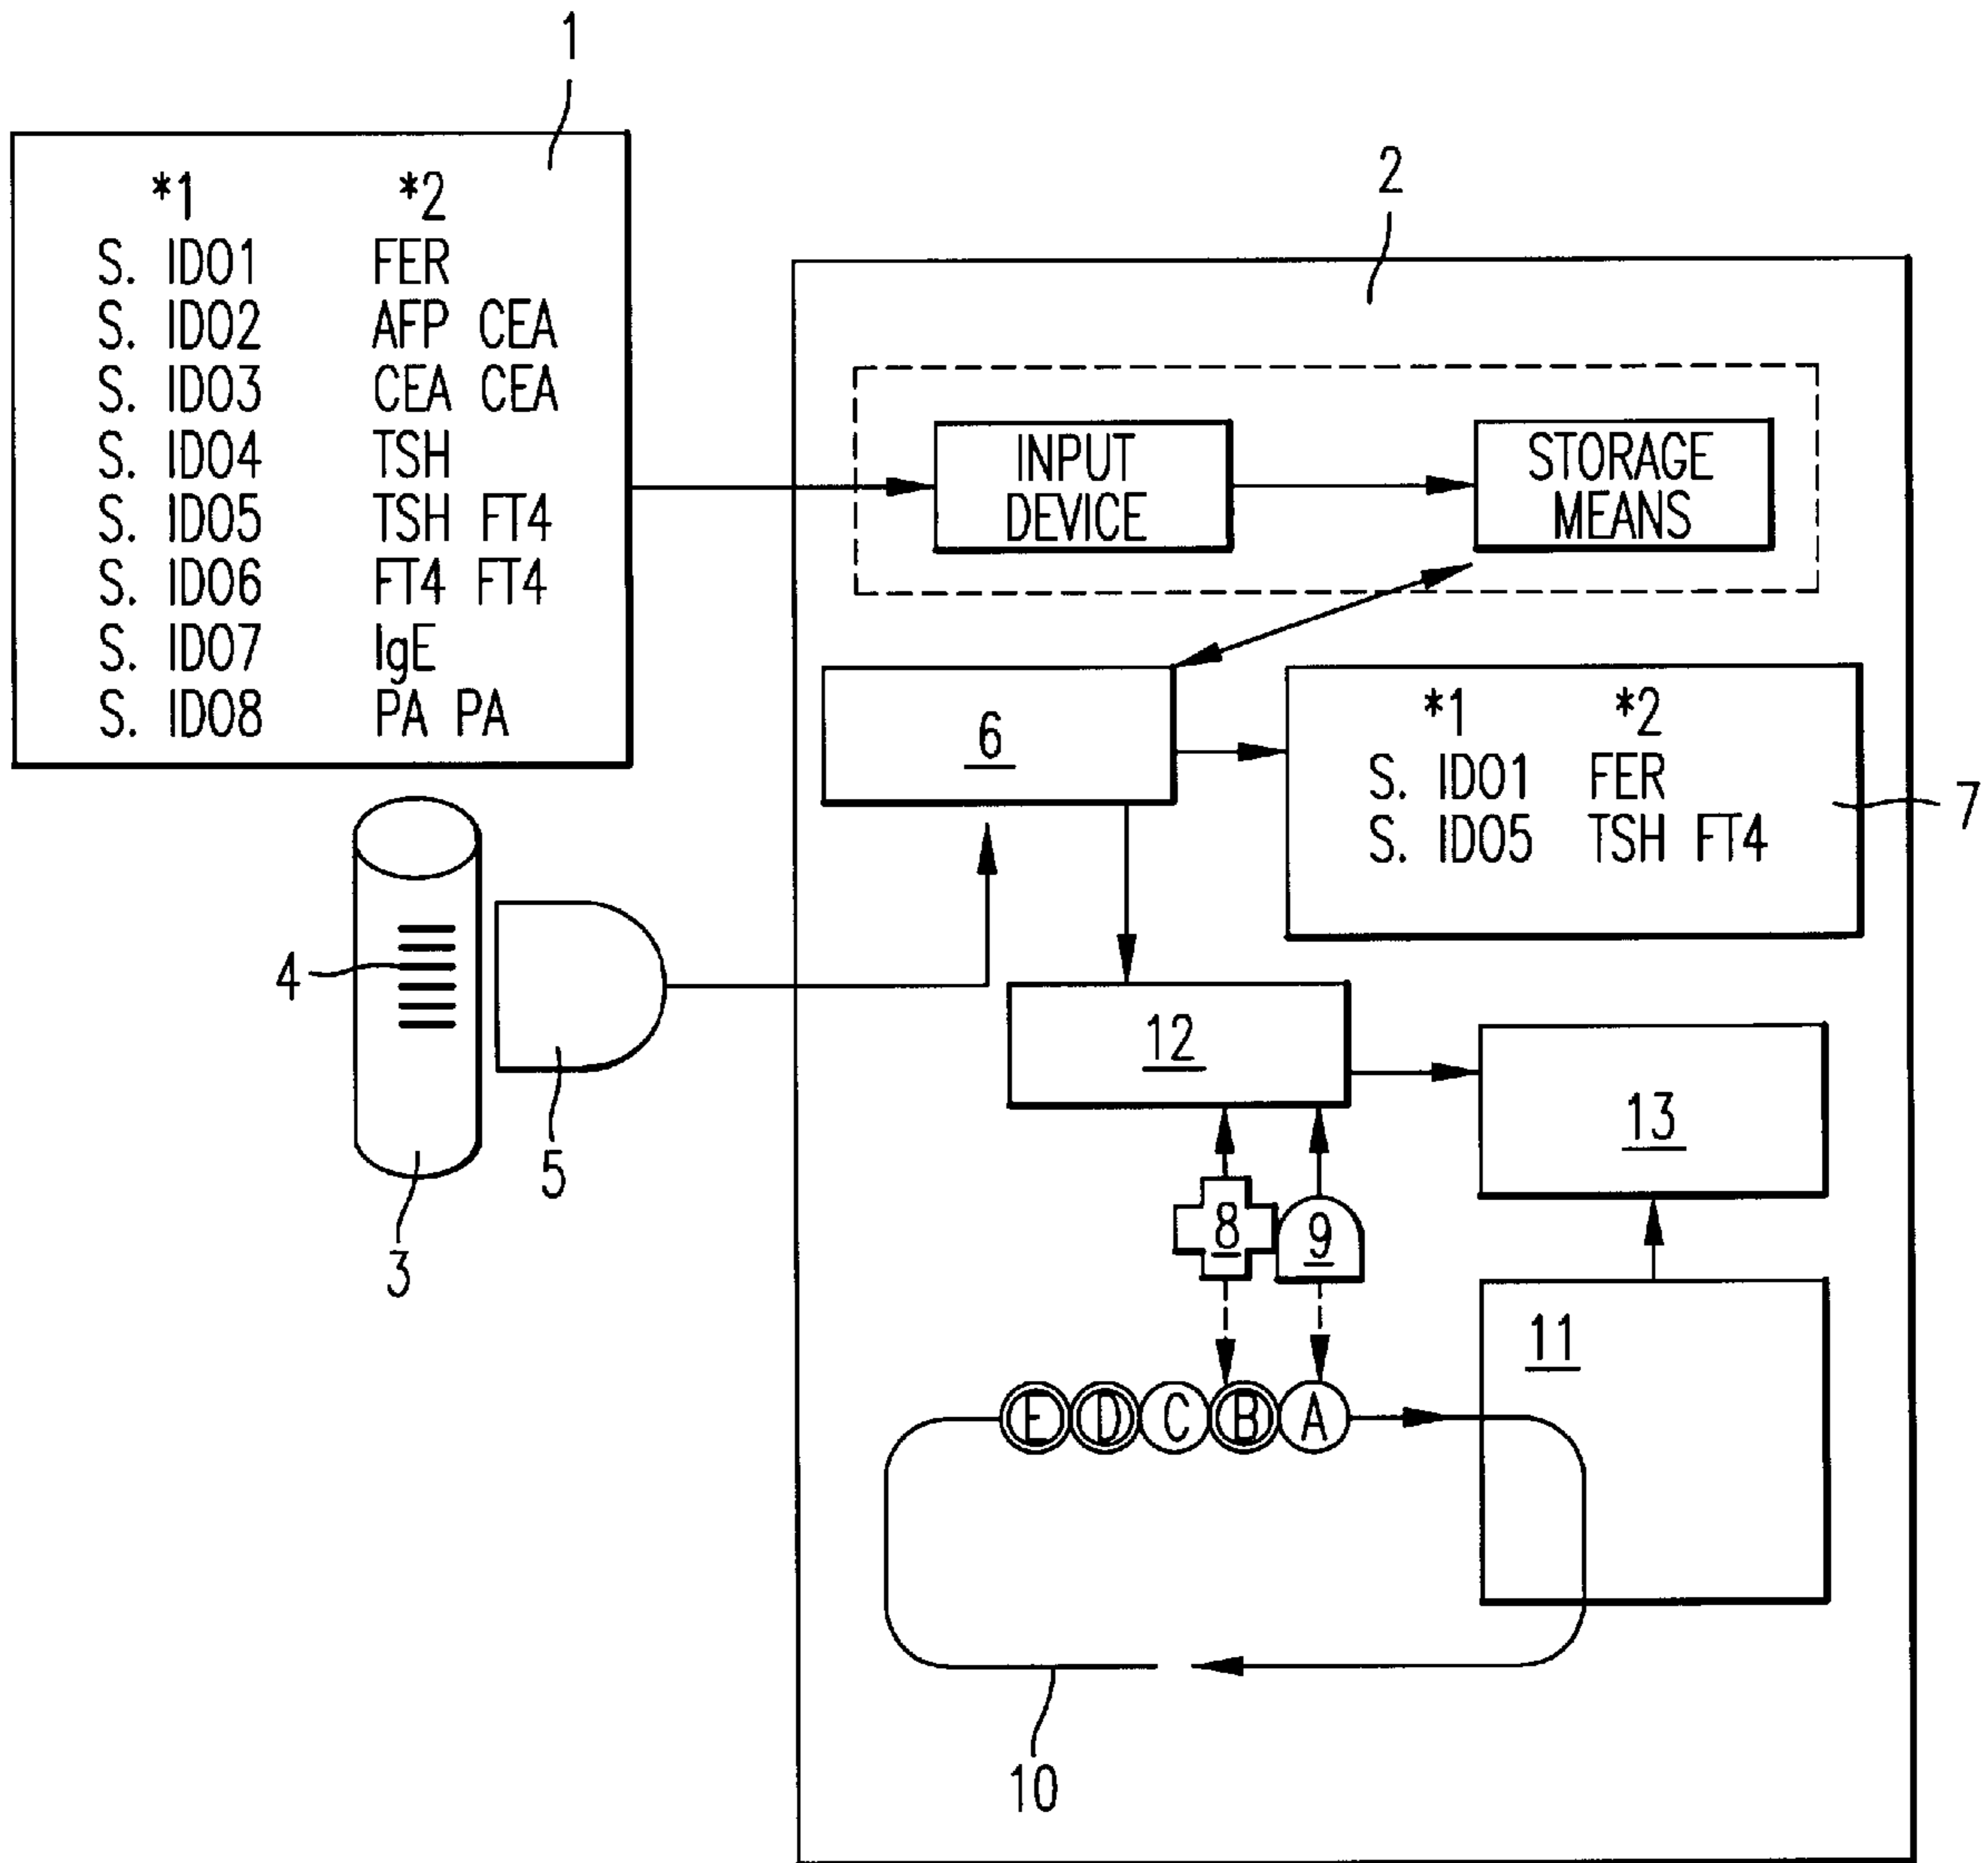 1
*1 *2
S. ID01 FER
S. ID02 AFP CEA
S. ID03 CEA CEA
S. ID04 TSH
S. ID05 TSH FT4
S. ID06 FT4 FT4
S. ID07 IgE
S. ID08 PA PA
2
INPUT
DEVICE
STORAGE
MEANS
6
*1 *2
S. ID01 FER
S. ID05 TSH FT4
7
4
5
3
12
13
8
9
11
E D C B A
10